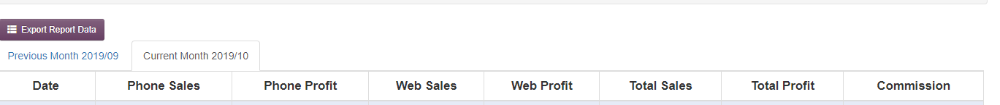 Export Report Data
Previous Month 2019/09 Current Month 2019/10
Date Phone Sales Phone Profit Web Sales Web Profit Total Sales Total Profit Commission